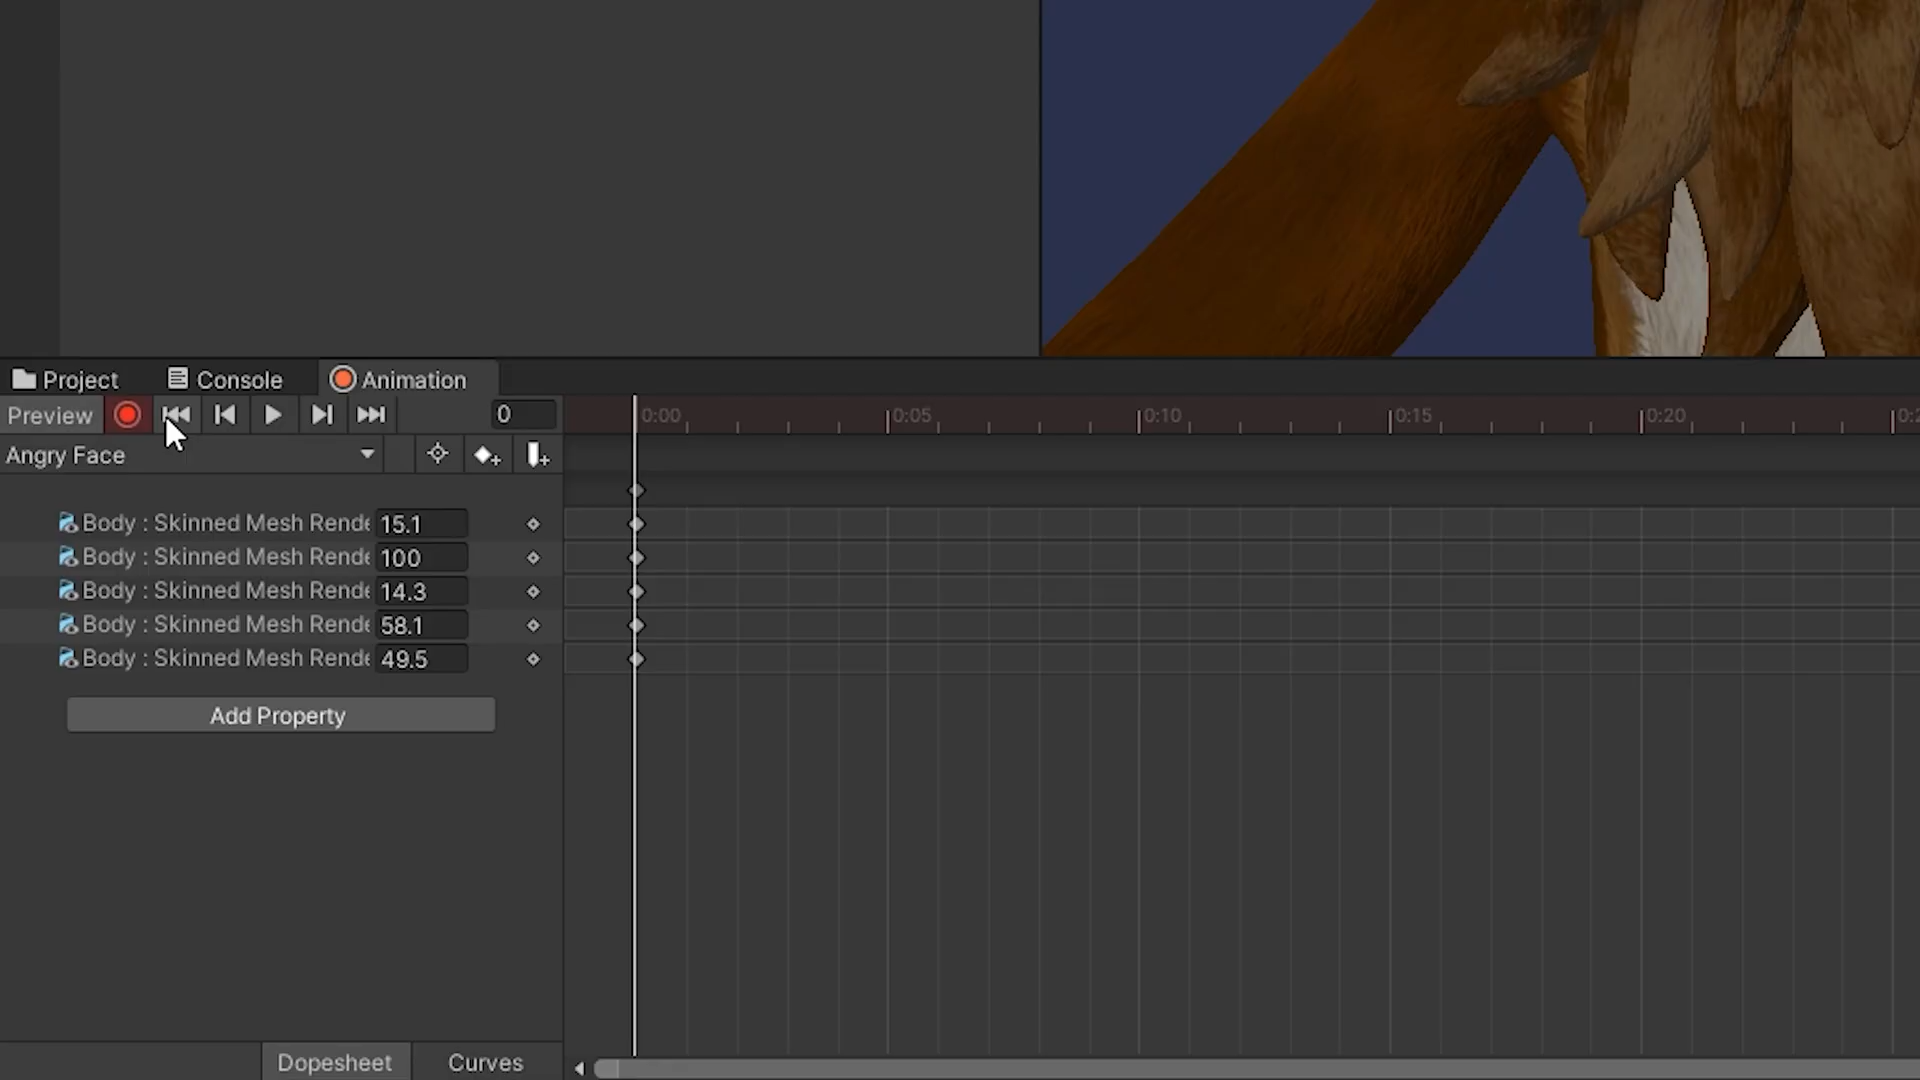 Project Console Animation
Preview 0 0:00 0:05 0:10 0:15 0:20
Angry Face
Body : Skinned Mesh Rende 15.1
Body : Skinned Mesh Rende 100
Body : Skinned Mesh Rende 14.3
Body : Skinned Mesh Rende 58.1
Body : Skinned Mesh Rende 49.5
Add Property
Dopesheet Curves